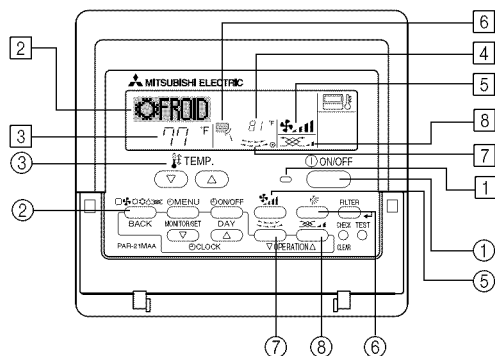 6
2
4
MITSUBISHI ELECTRIC
5
FROID
3
77 °F
81 °F
8
7
3
TEMP.
ON/OFF
1
2
MENU
ON/OFF
FILTER
BACK
MONITOR/SET
DAY
CHECK TEST
PAR-21MAA
CLOCK
OPERATION
CLEAR
1
5
7
8
6